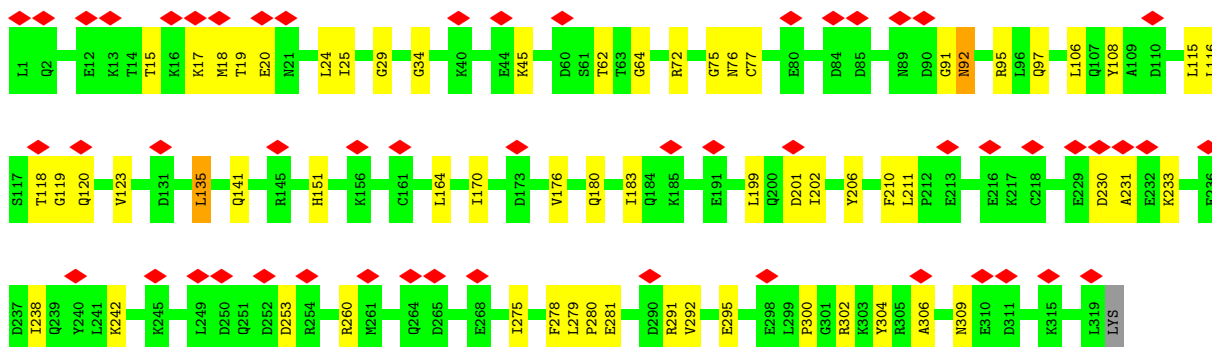 L1 Q2 E12 K13 T14 T15 K16 K17 M18 T19 E20 N21 L24 I25 G29 G34 K40 E44 K45 D60 S61 T62 T63 G64 R72 G75 N76 C77 E80 D84 D85 N89 D90 G91 N92 R95 L96 Q97 L106 Q107 Y108 A109 D110 L115 L116
S117 T118 G119 Q120 V123 D131 L135 Q141 R145 H151 K156 C161 L164 I170 D173 V176 Q180 I183 Q184 K185 E191 L199 Q200 D201 I202 Y206 F210 L211 P212 E213 E216 K217 C218 E229 D230 A231 E232 K233 E236
D237 I238 Q239 Y240 L241 K242 K245 L249 D250 Q251 D252 D253 R254 R260 M261 Q264 D265 E268 I275 F278 L279 P280 E281 D290 R291 V292 E295 E298 L299 P300 G301 R302 K303 Y304 R305 A306 N309 E310 D311 K315 L319 LYS